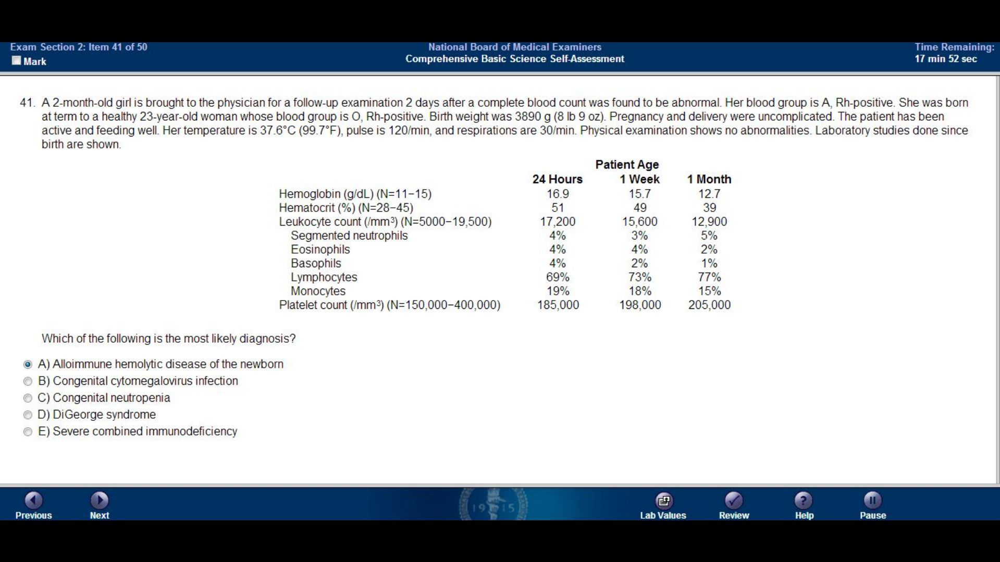 Exam Section 2: Item 41 of 50
Mark
National Board of Medical Examiners
Comprehensive Basic Science Self-Assessment
Time Remaining:
17 min 52 sec
41. A 2-month-old girl is brought to the physician for a follow-up examination 2 days after a complete blood count was found to be abnormal. Her blood group is A, Rh-positive. She was born
at term to a healthy 23-year-old woman whose blood group is O, Rh-positive. Birth weight was 3890 g (8 lb 9 oz). Pregnancy and delivery were uncomplicated. The patient has been
active and feeding well. Her temperature is 37.6°C (99.7°F), pulse is 120/min, and respirations are 30/min. Physical examination shows no abnormalities. Laboratory studies done since
birth are shown.
Patient Age
24 Hours 1 Week 1 Month
Hemoglobin (g/dL) (N=11−15) 16.9 15.7 12.7
Hematocrit (%) (N=28−45) 51 49 39
Leukocyte count (/mm³) (N=5000−19,500) 17,200 15,600 12,900
Segmented neutrophils 4% 3% 5%
Eosinophils 4% 4% 2%
Basophils 4% 2% 1%
Lymphocytes 69% 73% 77%
Monocytes 19% 18% 15%
Platelet count (/mm³) (N=150,000−400,000) 185,000 198,000 205,000
Which of the following is the most likely diagnosis?
A) Alloimmune hemolytic disease of the newborn
B) Congenital cytomegalovirus infection
C) Congenital neutropenia
D) DiGeorge syndrome
E) Severe combined immunodeficiency
1915
Previous
Next
Lab Values
Review
Help
Pause